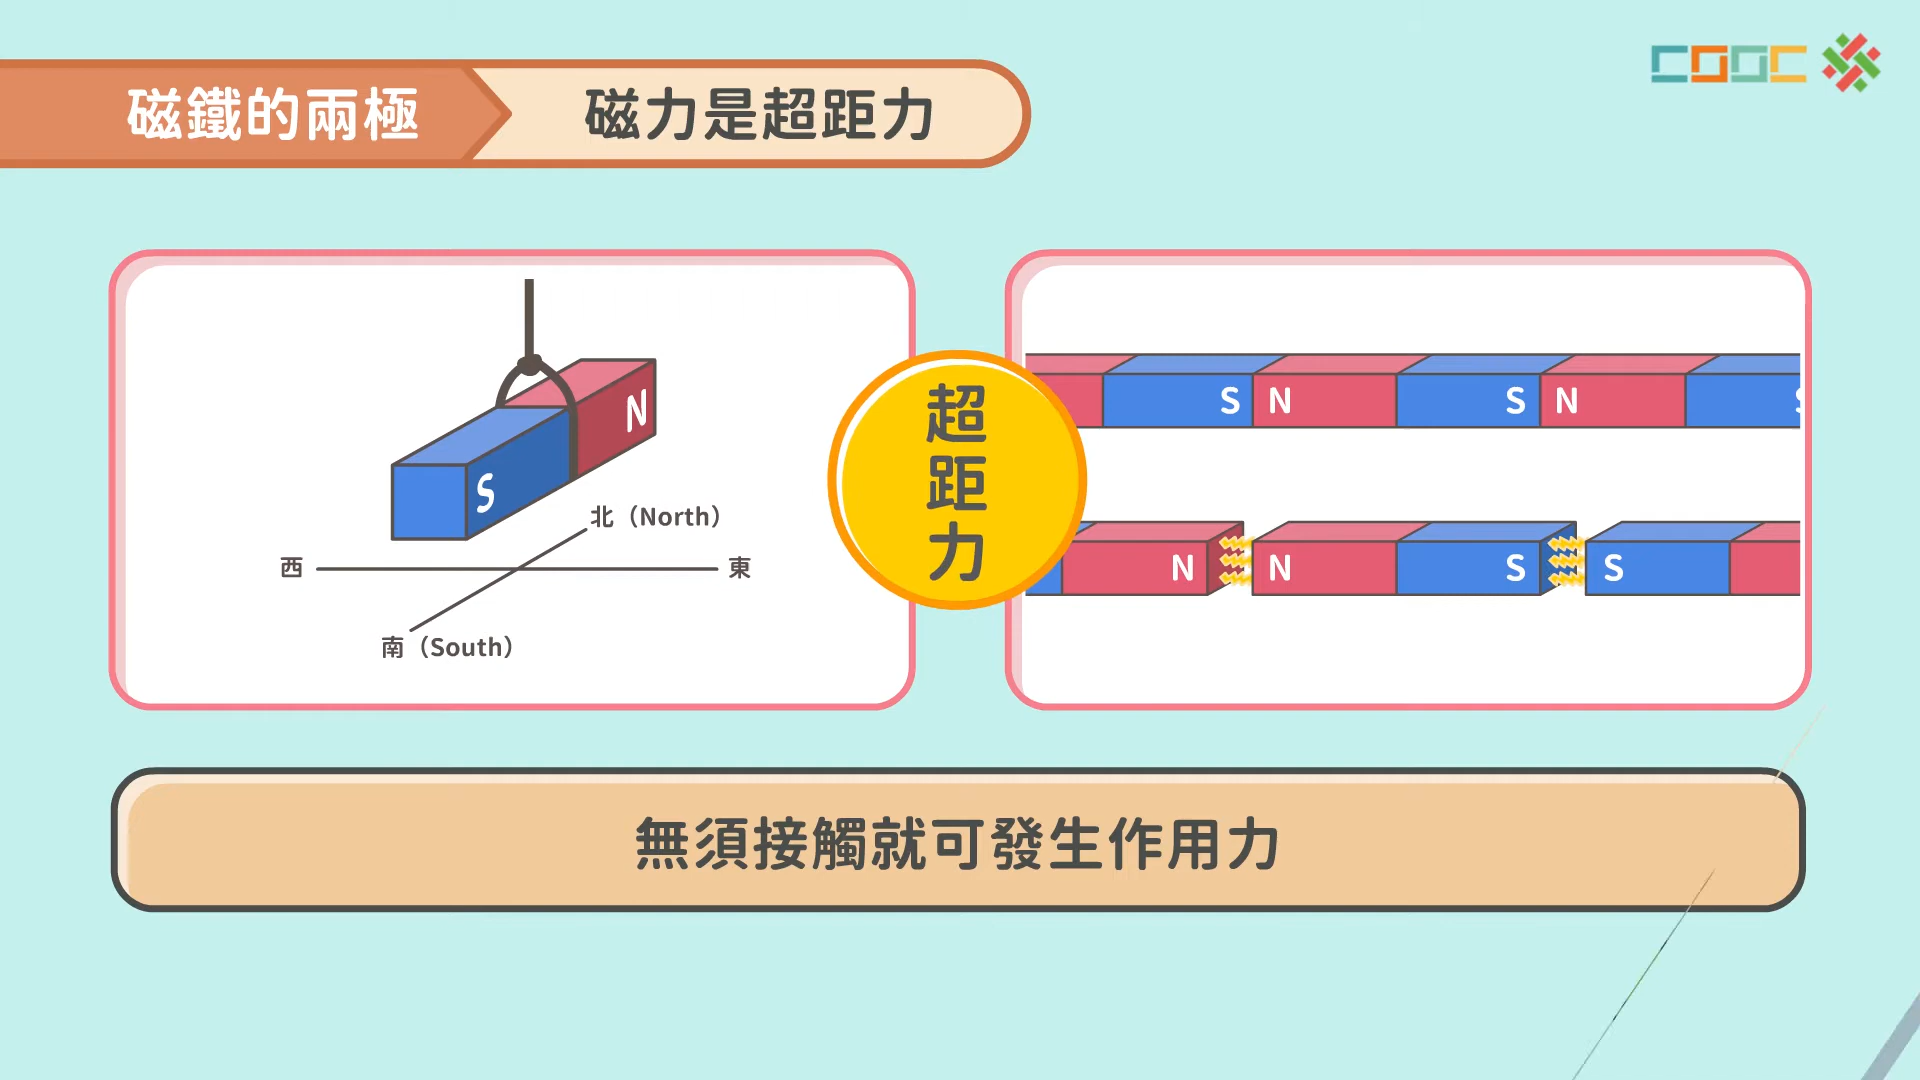 磁鐵的兩極
磁力是超距力
COOC
N
S
北（North）
西
東
南（South）
超距力
S N S N S
N N S S
無須接觸就可發生作用力